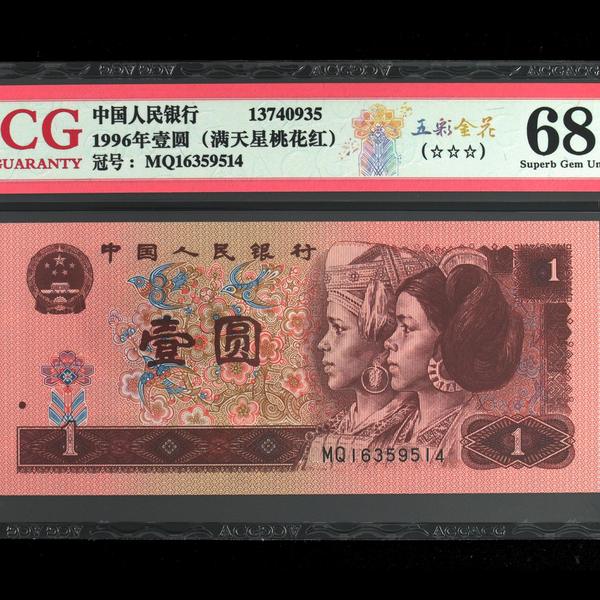 CG
GUARANTY
中国人民银行 13740935
1996年壹圆（满天星桃花红）
冠号：MQ16359514
五彩金花
(☆☆☆)
68
Superb Gem Un
ACGACG
中国人民银行
1
壹圆
1
1
MQ16359514
ACGACG